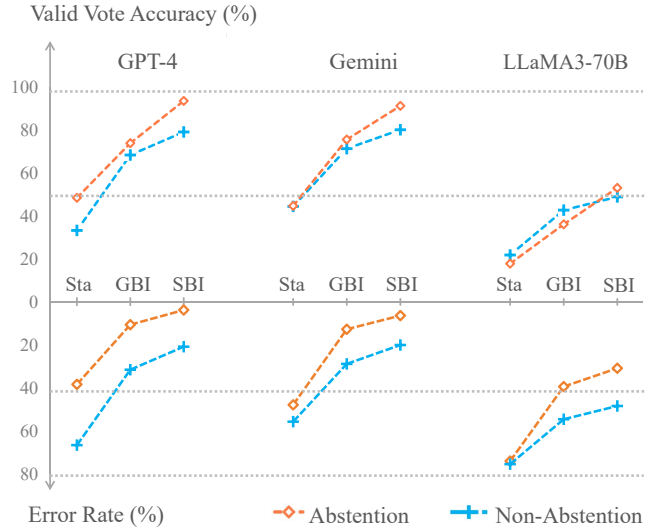 Valid Vote Accuracy (%)
GPT-4 Gemini LLaMA3-70B
100
80
60
40
20
Sta GBI SBI Sta GBI SBI Sta GBI SBI
0
20
40
60
80
Error Rate (%) Abstention Non-Abstention